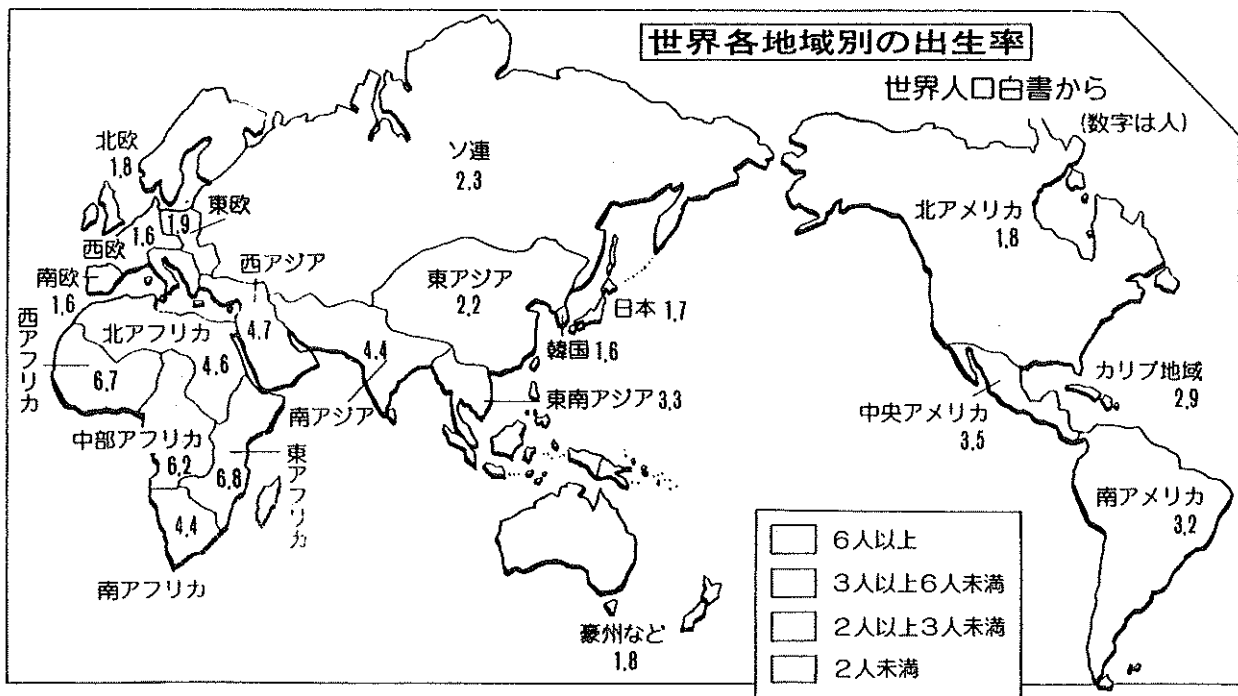 世界各地域別の出生率
世界人口白書から
(数字は人)
北欧
1.8
ソ連
2.3
東欧
1.9
西欧
1.6
南欧
1.6
西アジア
4.7
東アジア
2.2
日本 1.7
韓国 1.6
北アメリカ
1.8
西アフリカ
6.7
北アフリカ
4.6
4.4
南アジア
東南アジア 3.3
カリブ地域
2.9
中央アメリカ
3.5
中部アフリカ
6.2
東アフリカ
6.8
4.4
南アフリカ
南アメリカ
3.2
豪州など
1.8
6人以上
3人以上6人未満
2人以上3人未満
2人未満